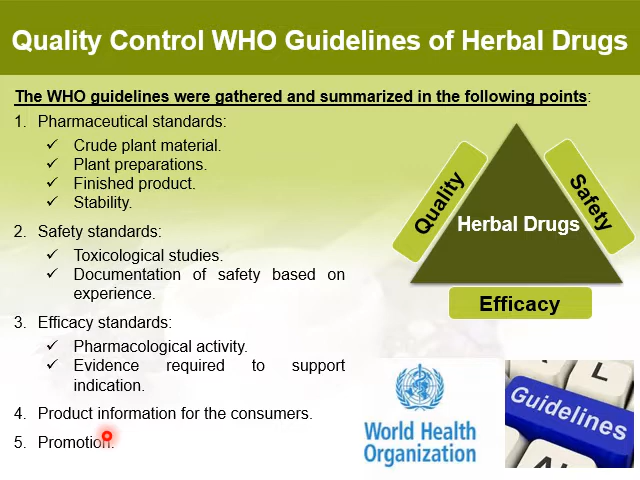 Quality Control WHO Guidelines of Herbal Drugs
The WHO guidelines were gathered and summarized in the following points:
1. Pharmaceutical standards:
✓ Crude plant material.
✓ Plant preparations.
✓ Finished product.
✓ Stability.
2. Safety standards:
✓ Toxicological studies.
✓ Documentation of safety based on
experience.
3. Efficacy standards:
✓ Pharmacological activity.
✓ Evidence required to support
indication.
4. Product information for the consumers.
5. Promotion.
Quality
Safety
Herbal Drugs
Efficacy
World Health
Organization
L
Guidelines